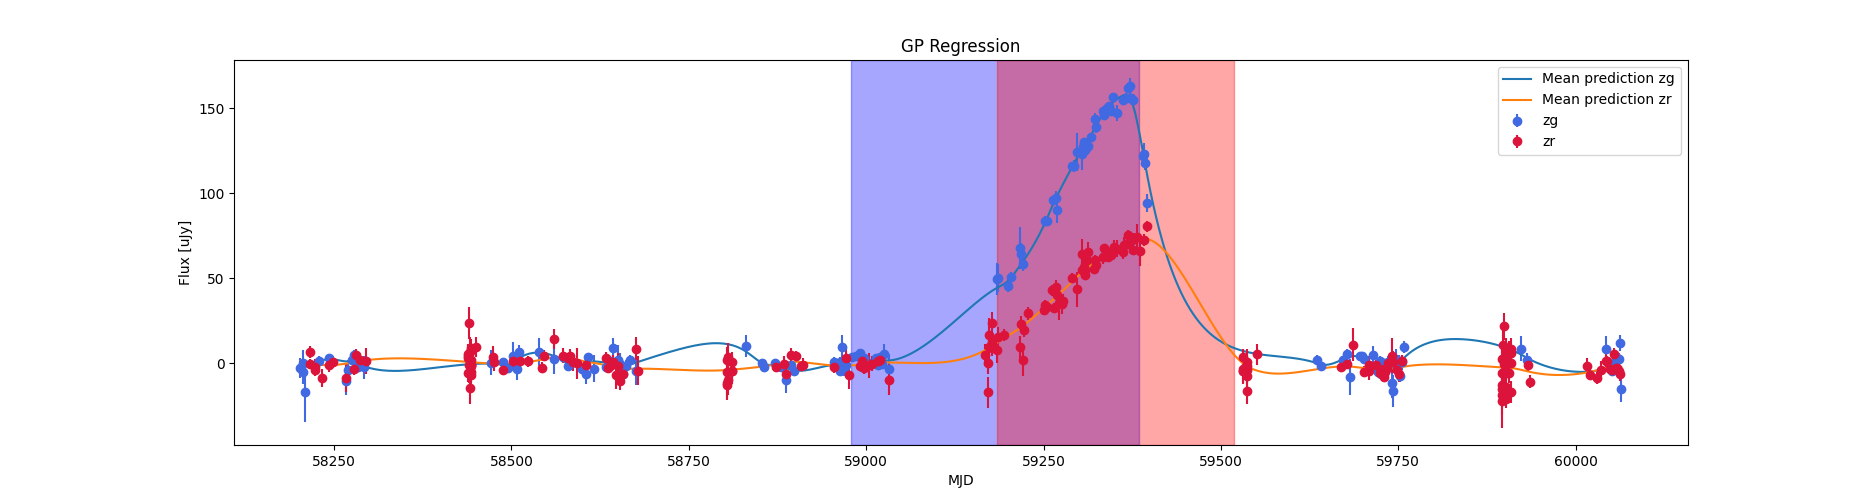 GP Regression
Flux [uJy]
150
100
50
0
58250 58500 58750 59000 59250 59500 59750 60000
MJD
Mean prediction zg
Mean prediction zr
zg
zr